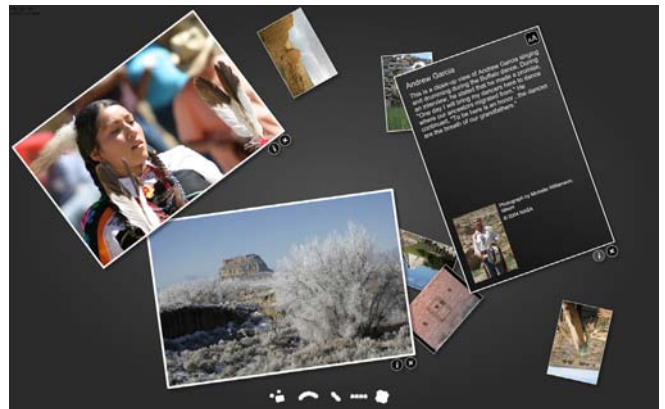 Andrew Garcia
This is a close-up view of Andrew Garcia singing
and drumming during the Buffalo dance. During
an interview, he stated that he made a promise,
"One day I will bring my dancers here to dance
where our ancestors migrated from." He
continued, "To be here is an honor, the dances
are the breath of our grandfathers."
Photograph by Michelle Williamson,
© 2004 NASA
AA
i
x
i
x
i
x